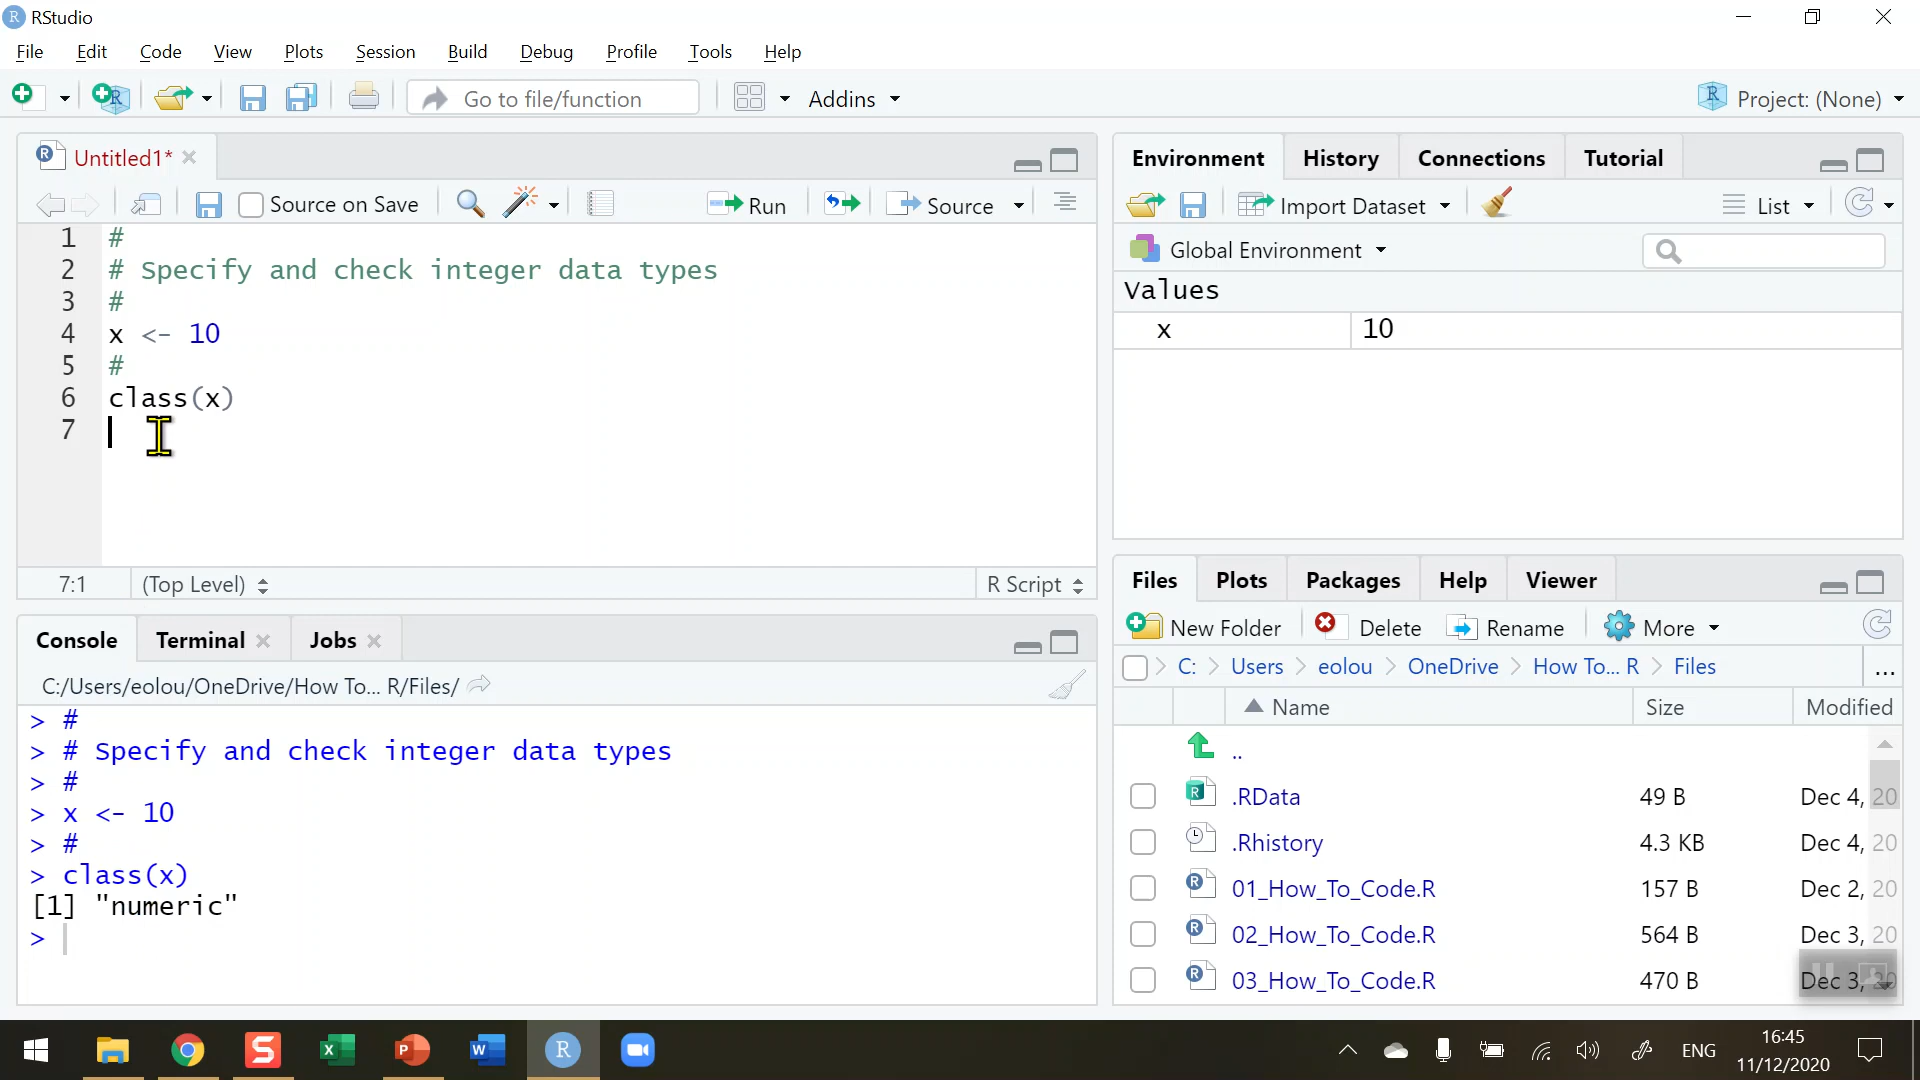 RStudio
File Edit Code View Plots Session Build Debug Profile Tools Help
Go to file/function Addins Project: (None)
Untitled1*
Source on Save Run Source
1 #
2 # Specify and check integer data types
3 #
4 x <- 10
5 #
6 class(x)
7
7:1 (Top Level) R Script
Console Terminal Jobs
C:/Users/eolou/OneDrive/How To... R/Files/
> #
> # Specify and check integer data types
> #
> x <- 10
> #
> class(x)
[1] "numeric"
>
Environment History Connections Tutorial
Import Dataset List
Global Environment
Values
x 10
Files Plots Packages Help Viewer
New Folder Delete Rename More
C: Users eolou OneDrive How To... R Files ...
Name Size Modified
..
.RData 49 B Dec 4, 20
.Rhistory 4.3 KB Dec 4, 20
01_How_To_Code.R 157 B Dec 2, 20
02_How_To_Code.R 564 B Dec 3, 20
03_How_To_Code.R 470 B Dec 3, 20
ENG 16:45
11/12/2020